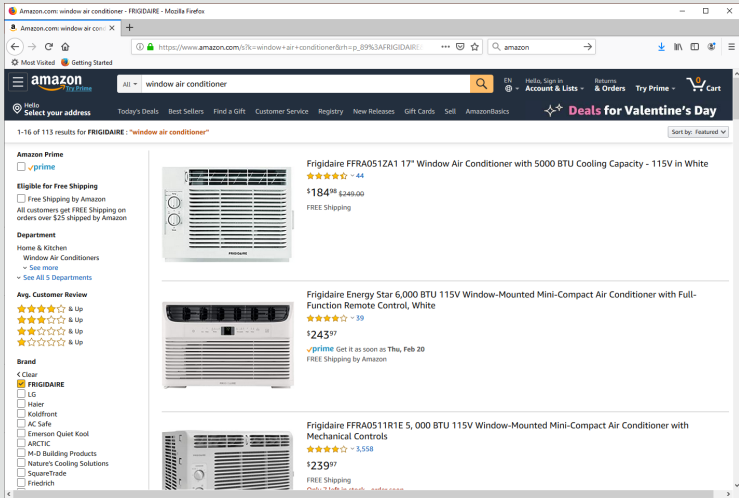 Amazon.com: window air conditioner - FRIGIDAIRE - Mozilla Firefox
Amazon.com: window air con
https://www.amazon.com/s?k=window+air+conditioner&rh=p_89%3AFRIGIDAIRE
amazon
Most Visited
Getting Started
amazon
Try Prime
All
window air conditioner
EN
Hello, Sign in
Account & Lists
Returns
& Orders
Try Prime
0
Cart
Hello
Select your address
Today's Deals
Best Sellers
Find a Gift
Customer Service
Registry
New Releases
Gift Cards
Sell
AmazonBasics
Deals for Valentine's Day
1-16 of 113 results for FRIGIDAIRE : "window air conditioner"
Sort by: Featured
Amazon Prime
prime
Eligible for Free Shipping
Free Shipping by Amazon
All customers get FREE Shipping on
orders over $25 shipped by Amazon
Department
Home & Kitchen
Window Air Conditioners
See more
See All 5 Departments
Avg. Customer Review
& Up
& Up
& Up
& Up
Brand
Clear
FRIGIDAIRE
LG
Haier
Koldfront
AC Safe
Emerson Quiet Kool
ARCTIC
M-D Building Products
Nature's Cooling Solutions
SquareTrade
Friedrich
FRIGIDAIRE
Frigidaire FFRA051ZA1 17" Window Air Conditioner with 5000 BTU Cooling Capacity - 115V in White
44
$18498 $249.00
FREE Shipping
Frigidaire Energy Star 6,000 BTU 115V Window-Mounted Mini-Compact Air Conditioner with Full-
Function Remote Control, White
39
$24397
prime Get it as soon as Thu, Feb 20
FREE Shipping by Amazon
Frigidaire FFRA0511R1E 5, 000 BTU 115V Window-Mounted Mini-Compact Air Conditioner with
Mechanical Controls
3,558
$23997
FREE Shipping
Only 2 left in stock - order soon